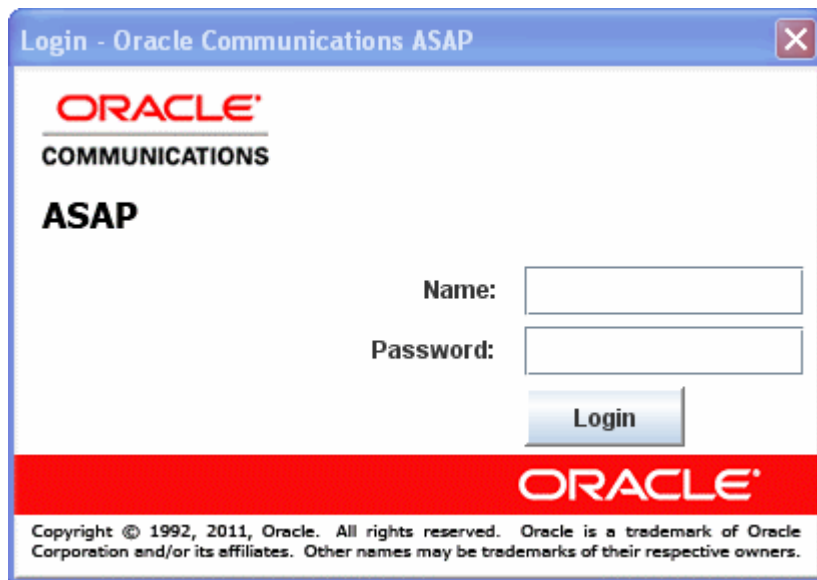 Login - Oracle Communications ASAP
ORACLE
COMMUNICATIONS
ASAP
Name:
Password:
Login
ORACLE
Copyright © 1992, 2011, Oracle. All rights reserved. Oracle is a trademark of Oracle
Corporation and/or its affiliates. Other names may be trademarks of their respective owners.